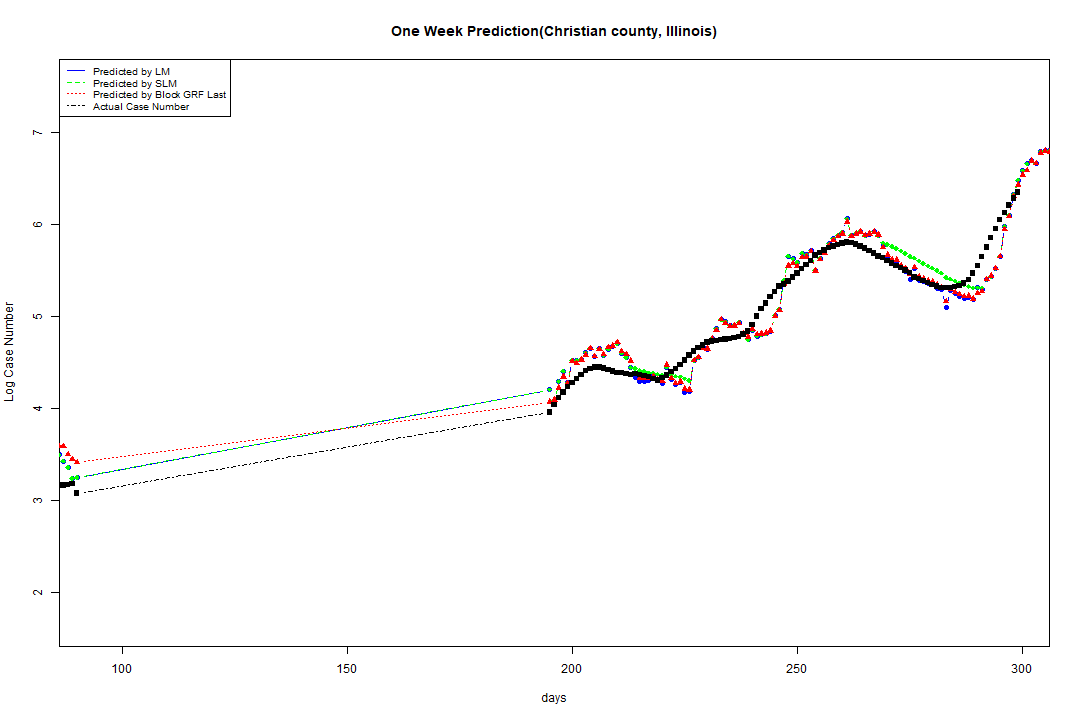 One Week Prediction(Christian county, Illinois)
Predicted by LM
Predicted by SLM
Predicted by Block GRF Last
Actual Case Number
7
6
5
4
3
2
Log Case Number
100 150 200 250 300
days